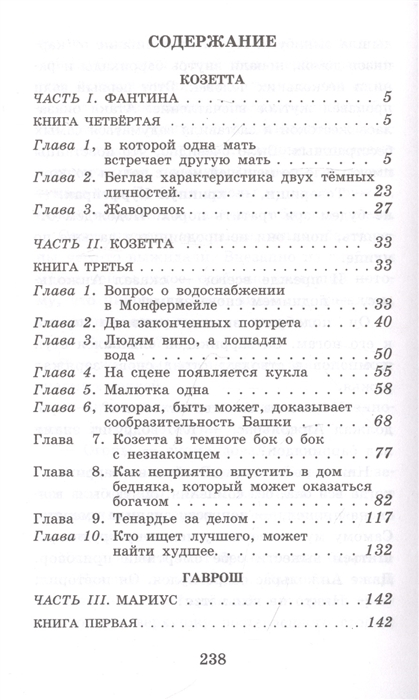 СОДЕРЖАНИЕ
КОЗЕТТА
ЧАСТЬ I. ФАНТИНА . . . . . . . . . . . . . . . . . . . 5
КНИГА ЧЕТВЁРТАЯ . . . . . . . . . . . . . . . . . . . 5
Глава 1, в которой одна мать
встречает другую мать . . . . . . . . . . . . 5
Глава 2. Беглая характеристика двух тёмных
личностей. . . . . . . . . . . . . . . . . . . . . 23
Глава 3. Жаворонок . . . . . . . . . . . . . . . . . 27
ЧАСТЬ II. КОЗЕТТА . . . . . . . . . . . . . . . . . . 33
КНИГА ТРЕТЬЯ . . . . . . . . . . . . . . . . . . . . . 33
Глава 1. Вопрос о водоснабжении
в Монфермейле . . . . . . . . . . . . . . . . 33
Глава 2. Два законченных портрета . . . . . . 40
Глава 3. Людям вино, а лошадям
вода . . . . . . . . . . . . . . . . . . . . . . . . 50
Глава 4. На сцене появляется кукла . . . . . 55
Глава 5. Малютка одна . . . . . . . . . . . . . . . 58
Глава 6, которая, быть может, доказывает
сообразительность Башки . . . . . . . . . 68
Глава 7. Козетта в темноте бок о бок
с незнакомцем . . . . . . . . . . . . . . . . 77
Глава 8. Как неприятно впустить в дом
бедняка, который может оказаться
богачом . . . . . . . . . . . . . . . . . . . . . 82
Глава 9. Тенардье за делом . . . . . . . . . . . 117
Глава 10. Кто ищет лучшего, может
найти худшее. . . . . . . . . . . . . . . . 132
ГАВРОШ
ЧАСТЬ III. МАРИУС . . . . . . . . . . . . . . . . . 142
КНИГА ПЕРВАЯ. . . . . . . . . . . . . . . . . . . . 142
238